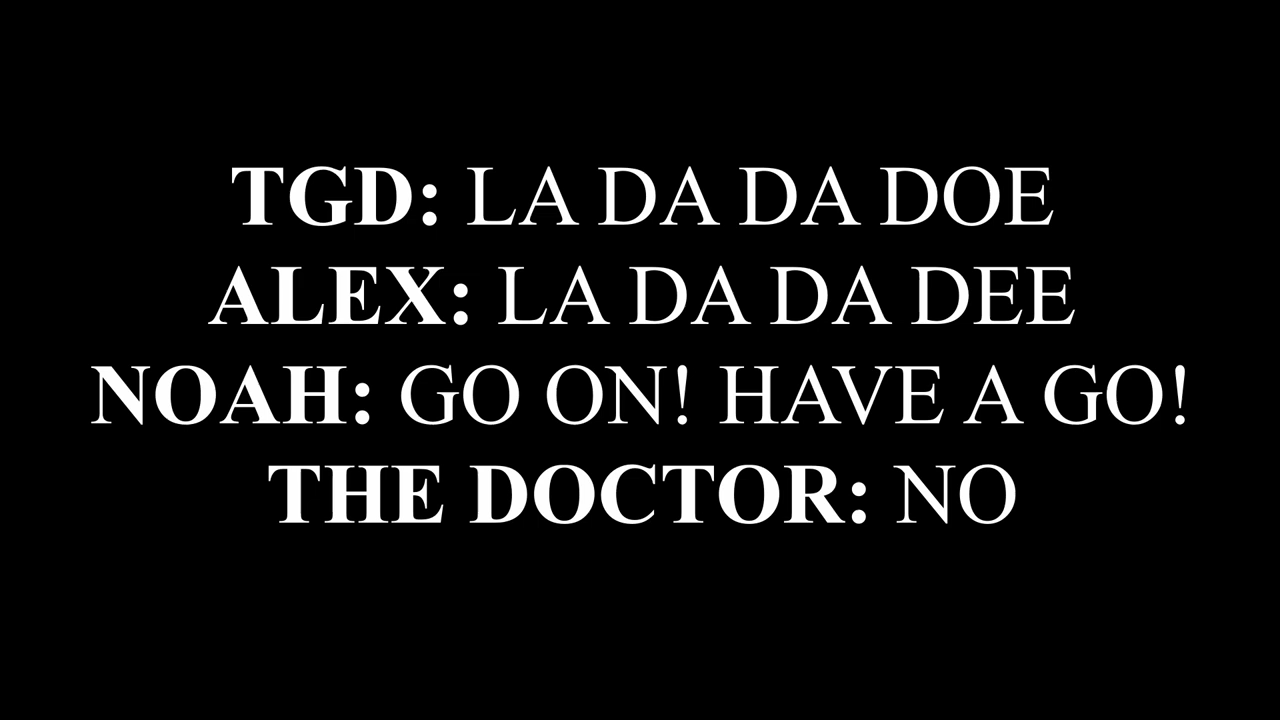 TGD: LA DA DA DOE
ALEX: LA DA DA DEE
NOAH: GO ON! HAVE A GO!
THE DOCTOR: NO